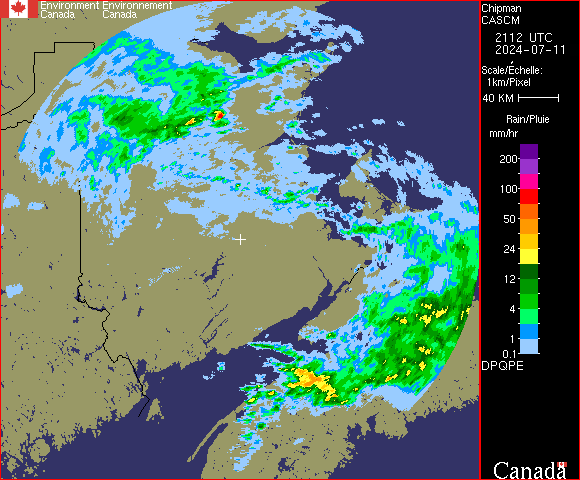 Environment Environnement
Canada Canada
Chipman
CASCM
2112 UTC
2024-07-11
Scale/Échelle:
1km/Pixel
40 KM
Rain/Pluie
mm/hr
200
100
50
24
12
4
1
0.1
DPQPE
Canada